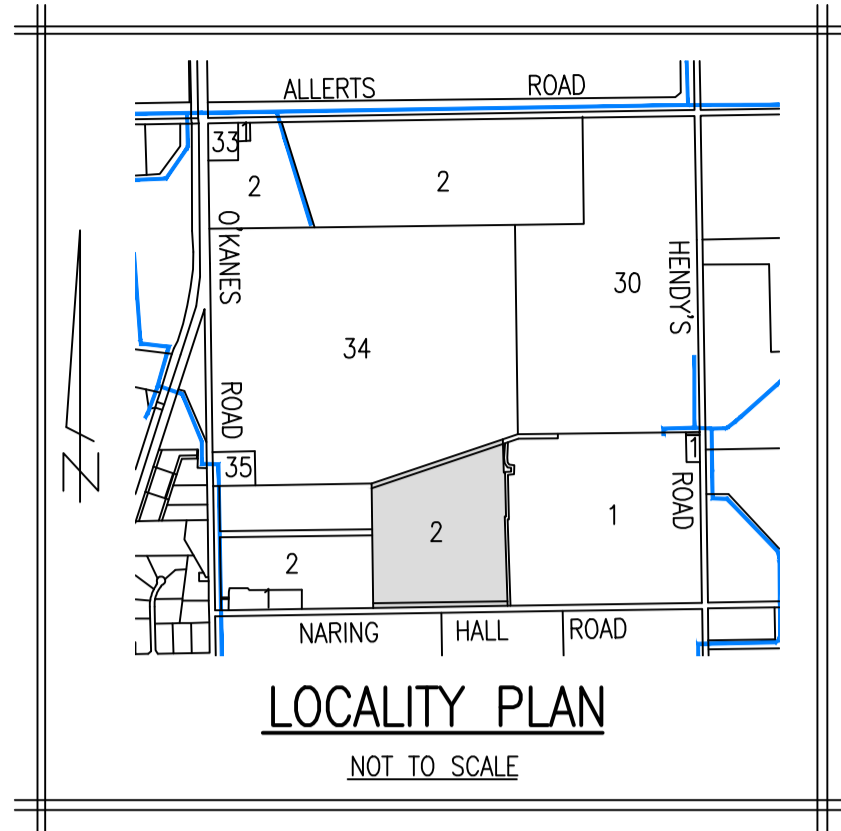 ALLERTS ROAD
33 1
2 2
O'KANES
HENDY'S
30
34
ROAD
35
1
ROAD
2
1
2
N
NARING HALL ROAD
LOCALITY PLAN
NOT TO SCALE